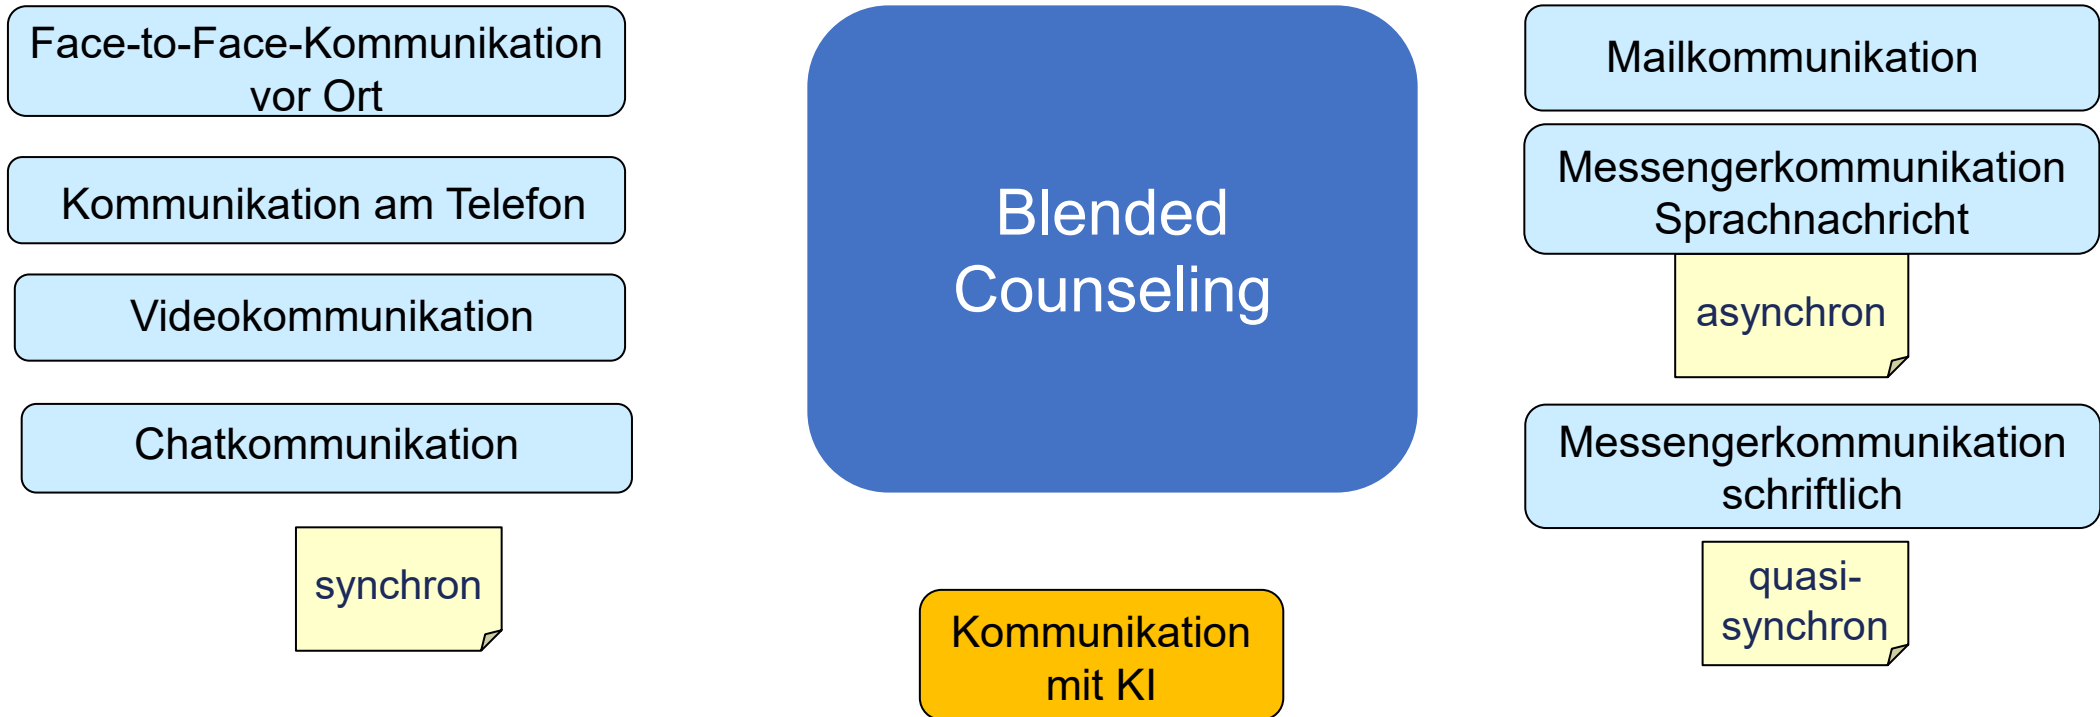 Face-to-Face-Kommunikation
vor Ort
Kommunikation am Telefon
Videokommunikation
Chatkommunikation
synchron
Blended
Counseling
Kommunikation
mit KI
Mailkommunikation
Messengerkommunikation
Sprachnachricht
asynchron
Messengerkommunikation
schriftlich
quasi-
synchron